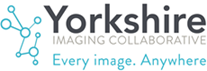 Yorkshire
IMAGING COLLABORATIVE
Every image. Anywhere